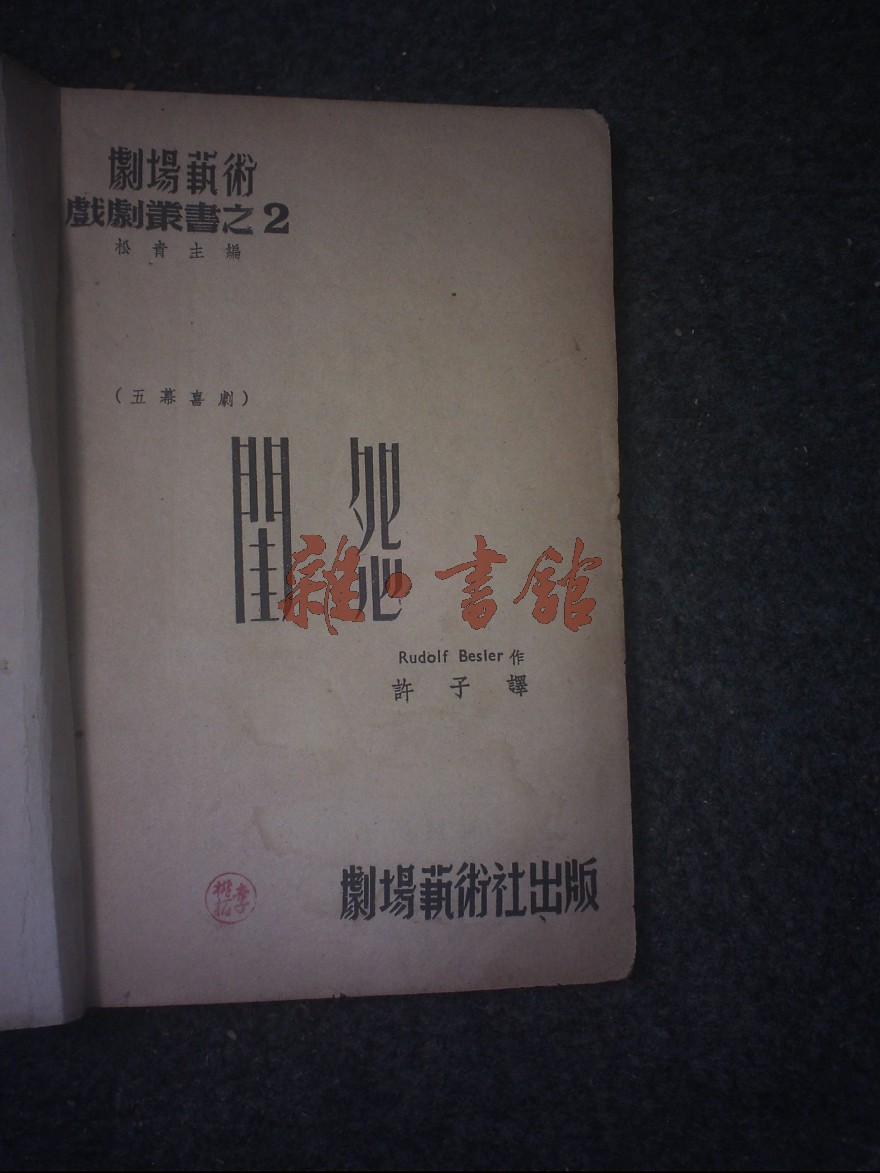 劇場藝術
戲劇叢書之2
松青主編
(五幕喜劇)
閨怨
雜·書館
Rudolf Besler 作
許子譯
劇場藝術社出版